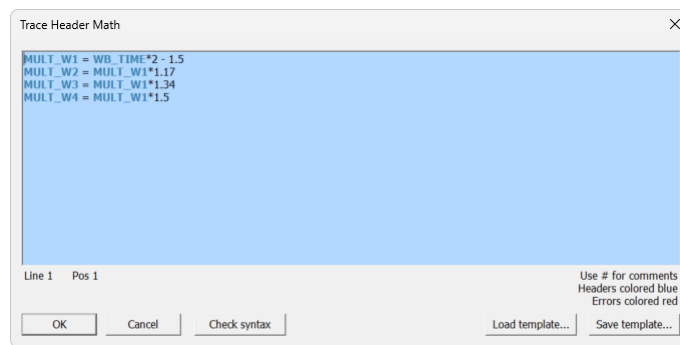 Trace Header Math
MULT_W1 = WB_TIME*2 - 1.5
MULT_W2 = MULT_W1*1.17
MULT_W3 = MULT_W1*1.34
MULT_W4 = MULT_W1*1.5
Line 1 Pos 1
Use # for comments
Headers colored blue
Errors colored red
OK Cancel Check syntax Load template... Save template...